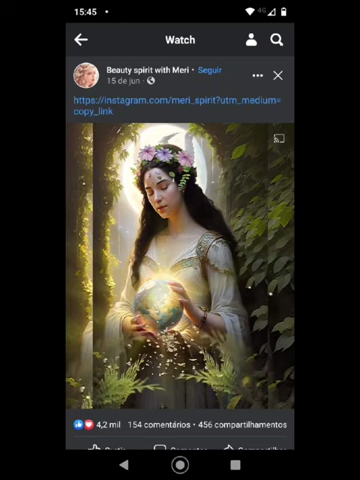 15:45
4G
Watch
Beauty spirit with Meri • Seguir
15 de jun •
https://instagram.com/meri_spirit?utm_medium=
copy_link
4,2 mil 154 comentários • 456 compartilhamentos